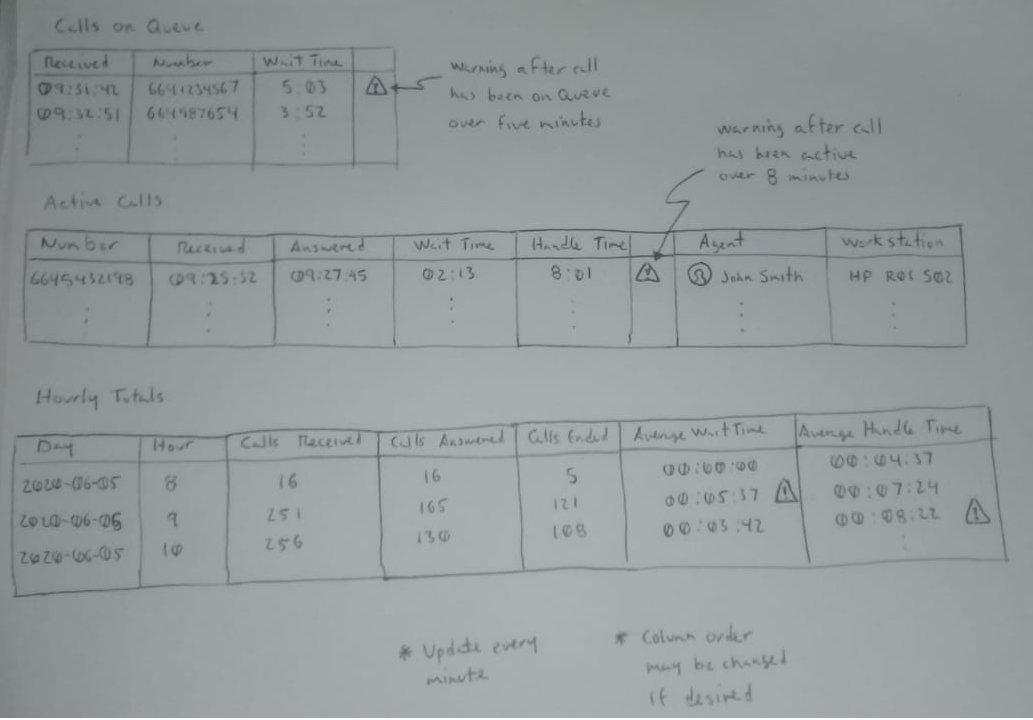 Calls on Queue
Received Number Wait Time
09:31:42 6641234567 5:03
09:32:51 664987654 3:52
Warning after call
has been on Queue
over five minutes
Warning after call
has been active
over 8 minutes
Active Calls
Number Received Answered Wait Time Handle Time Agent Workstation
6645432198 09:25:32 09:27:45 02:13 8:01 John Smith HP R01 S02
Hourly Totals
Day Hour Calls Received Calls Answered Calls Ended Average Wait Time Average Handle Time
2020-06-05 8 16 16 5 00:00:00 00:04:37
2020-06-05 9 251 165 121 00:05:37 00:07:24
2020-06-05 10 256 130 108 00:03:42 00:08:22
* Update every
minute
* Column order
may be changed
if desired